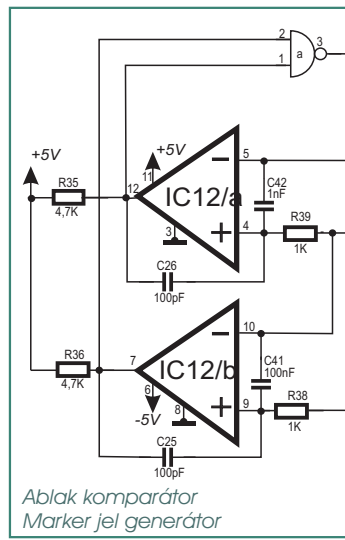 2
3
1
a
+5V
+5V
5
11
12
R35
4,7K
IC12/a
C42
1nF
3
4
R39
1K
C26
100pF
7
10
R36
4,7K
IC12/b
C41
100nF
6
-5V
8
9
R38
1K
C25
100pF
Ablak komparátor
Marker jel generátor